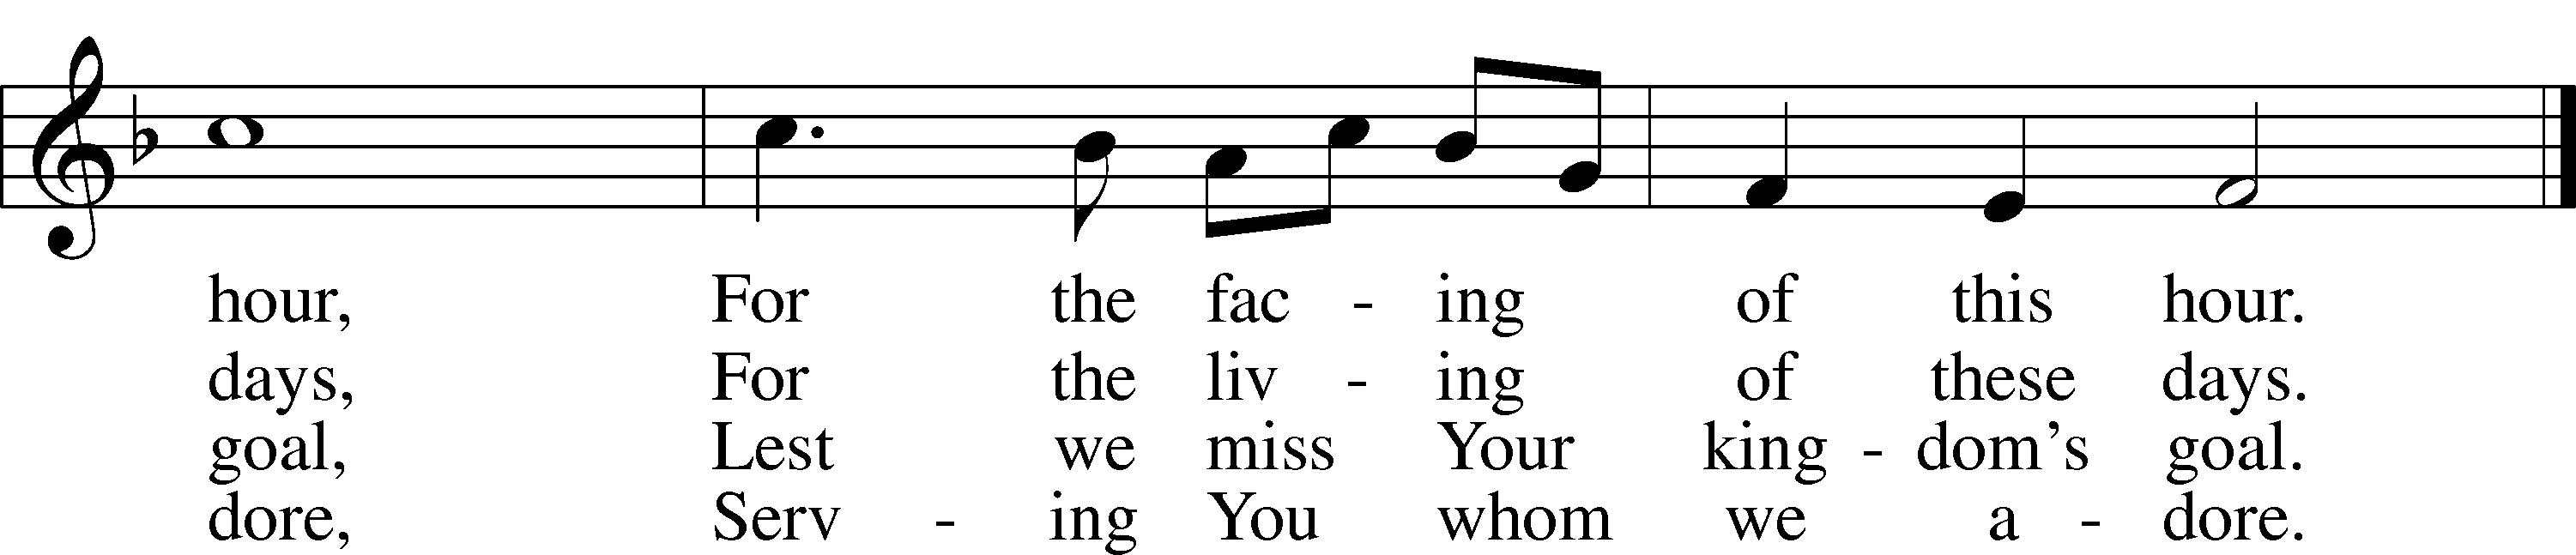 hour, For the fac - ing of this hour.
days, For the liv - ing of these days.
goal, Lest we miss Your king - dom's goal.
dore, Serv - ing You whom we a - dore.